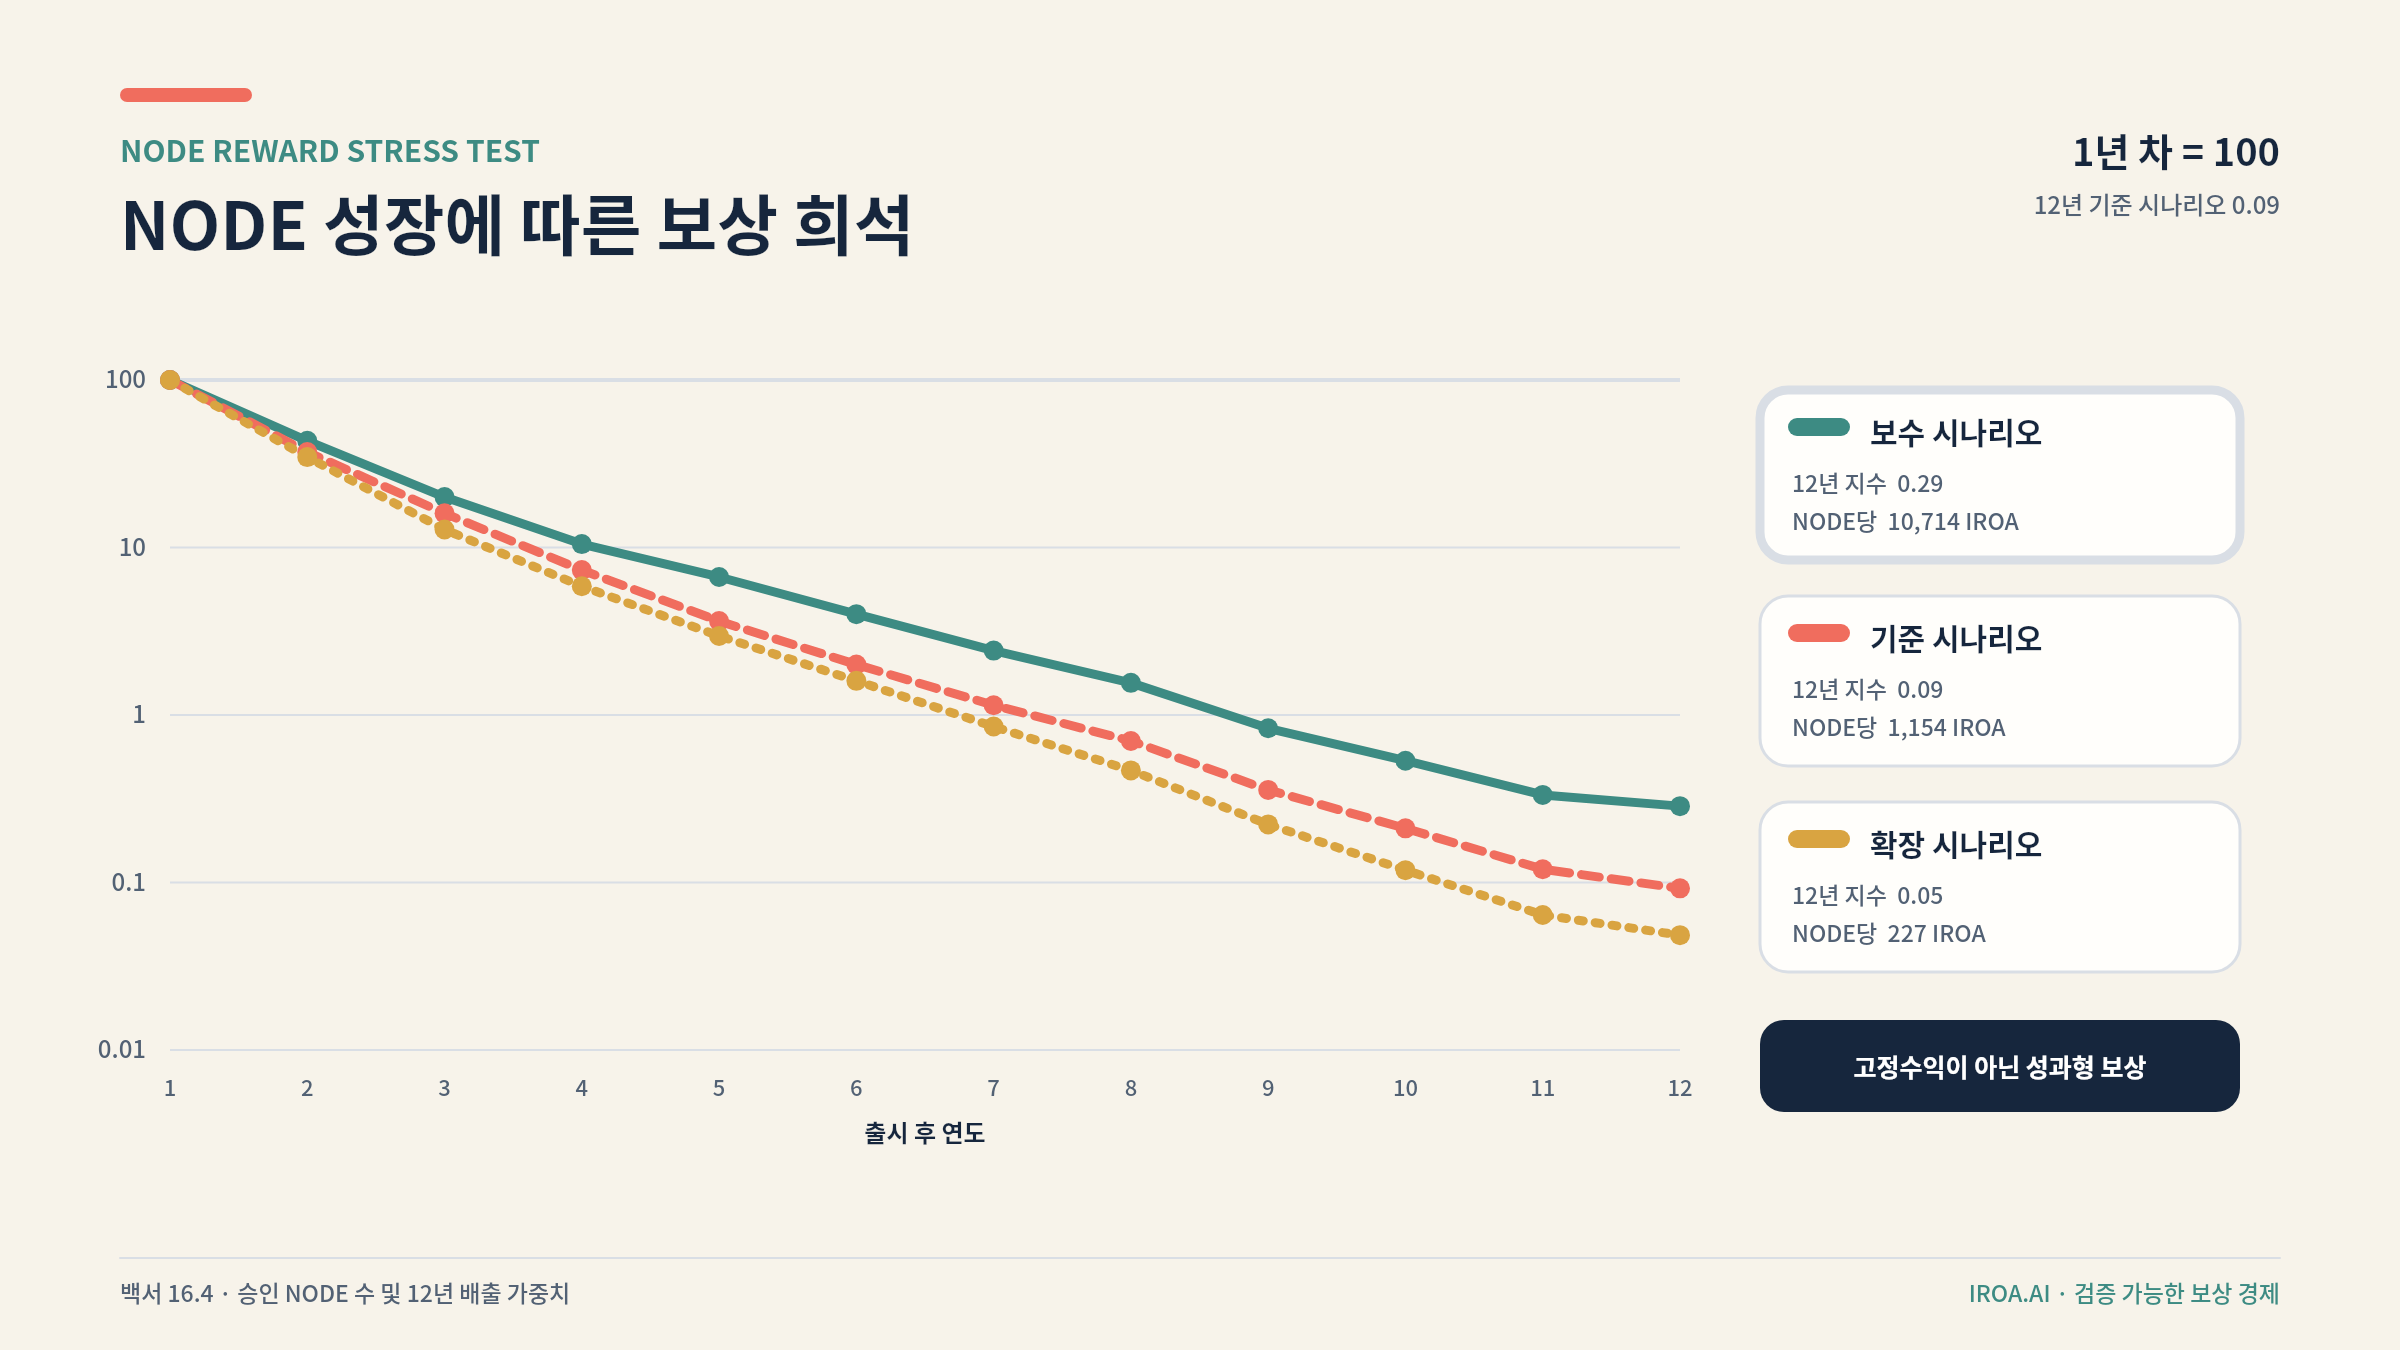 NODE REWARD STRESS TEST
NODE 성장에 따른 보상 희석
1년 차 = 100
12년 기준 시나리오 0.09
100
10
1
0.1
0.01
1 2 3 4 5 6 7 8 9 10 11 12
출시 후 연도
보수 시나리오
12년 지수 0.29
NODE당 10,714 IROA
기준 시나리오
12년 지수 0.09
NODE당 1,154 IROA
확장 시나리오
12년 지수 0.05
NODE당 227 IROA
고정수익이 아닌 성과형 보상
백서 16.4 · 승인 NODE 수 및 12년 배출 가중치
IROA.AI · 검증 가능한 보상 경제